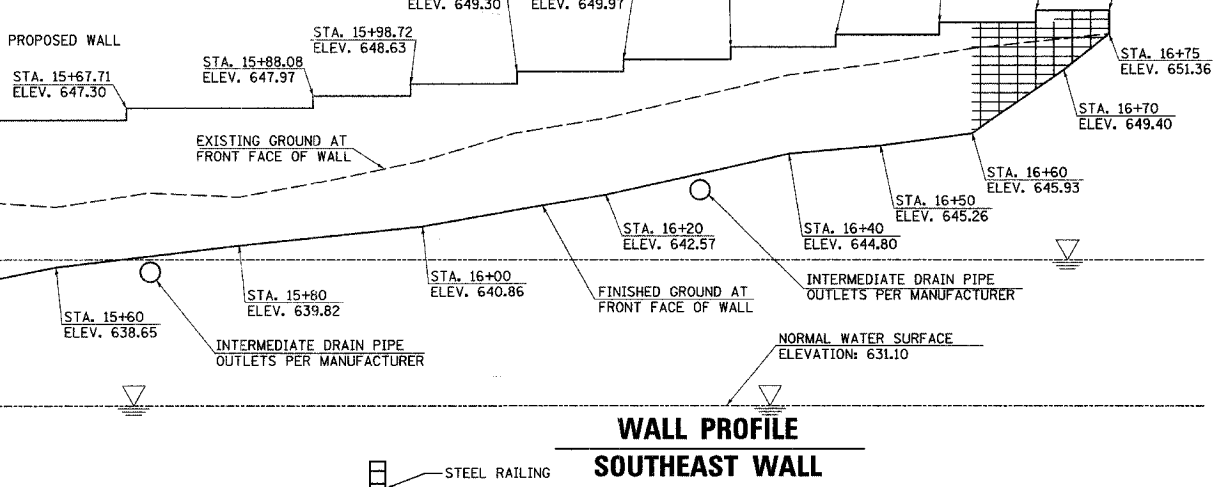 ELEV. 649.30
ELEV. 649.97
PROPOSED WALL
STA. 15+98.72
ELEV. 648.63
STA. 15+88.08
ELEV. 647.97
STA. 15+67.71
ELEV. 647.30
STA. 16+75
ELEV. 651.36
STA. 16+70
ELEV. 649.40
EXISTING GROUND AT
FRONT FACE OF WALL
STA. 16+60
ELEV. 645.93
STA. 16+50
ELEV. 645.26
STA. 16+20
ELEV. 642.57
STA. 16+40
ELEV. 644.80
STA. 16+00
ELEV. 640.86
INTERMEDIATE DRAIN PIPE
OUTLETS PER MANUFACTURER
FINISHED GROUND AT
FRONT FACE OF WALL
STA. 15+80
ELEV. 639.82
STA. 15+60
ELEV. 638.65
INTERMEDIATE DRAIN PIPE
OUTLETS PER MANUFACTURER
NORMAL WATER SURFACE
ELEVATION: 631.10
WALL PROFILE
SOUTHEAST WALL
STEEL RAILING